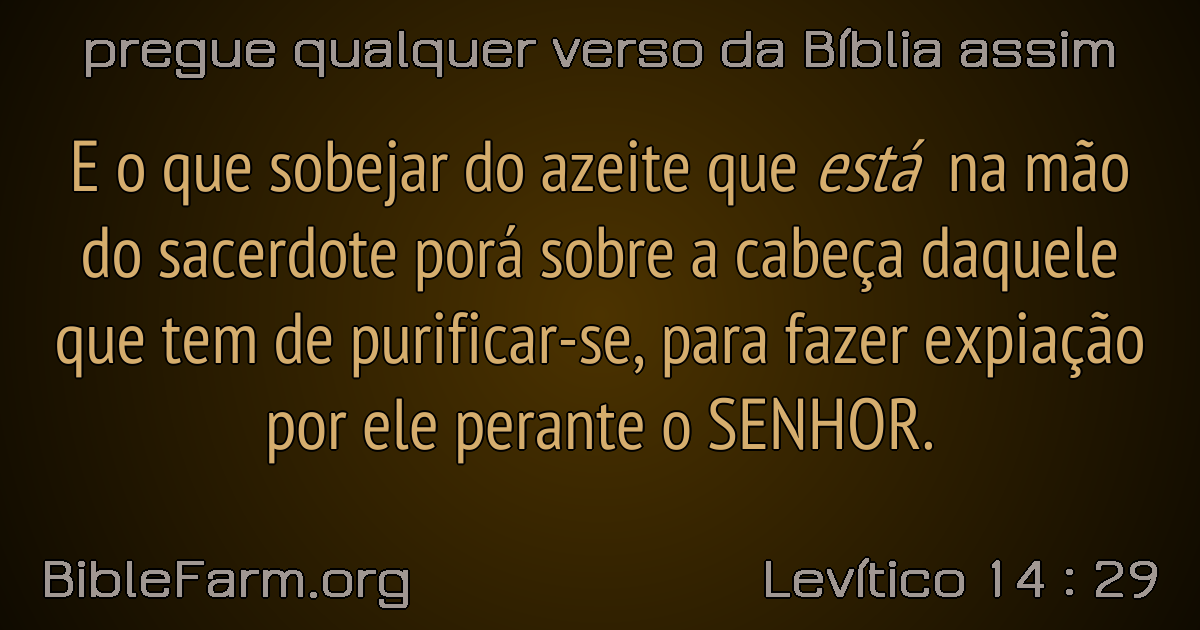 pregue qualquer verso da Bíblia assim
E o que sobejar do azeite que está na mão
do sacerdote porá sobre a cabeça daquele
que tem de purificar-se, para fazer expiação
por ele perante o SENHOR.
BibleFarm.org
Levítico 14 : 29